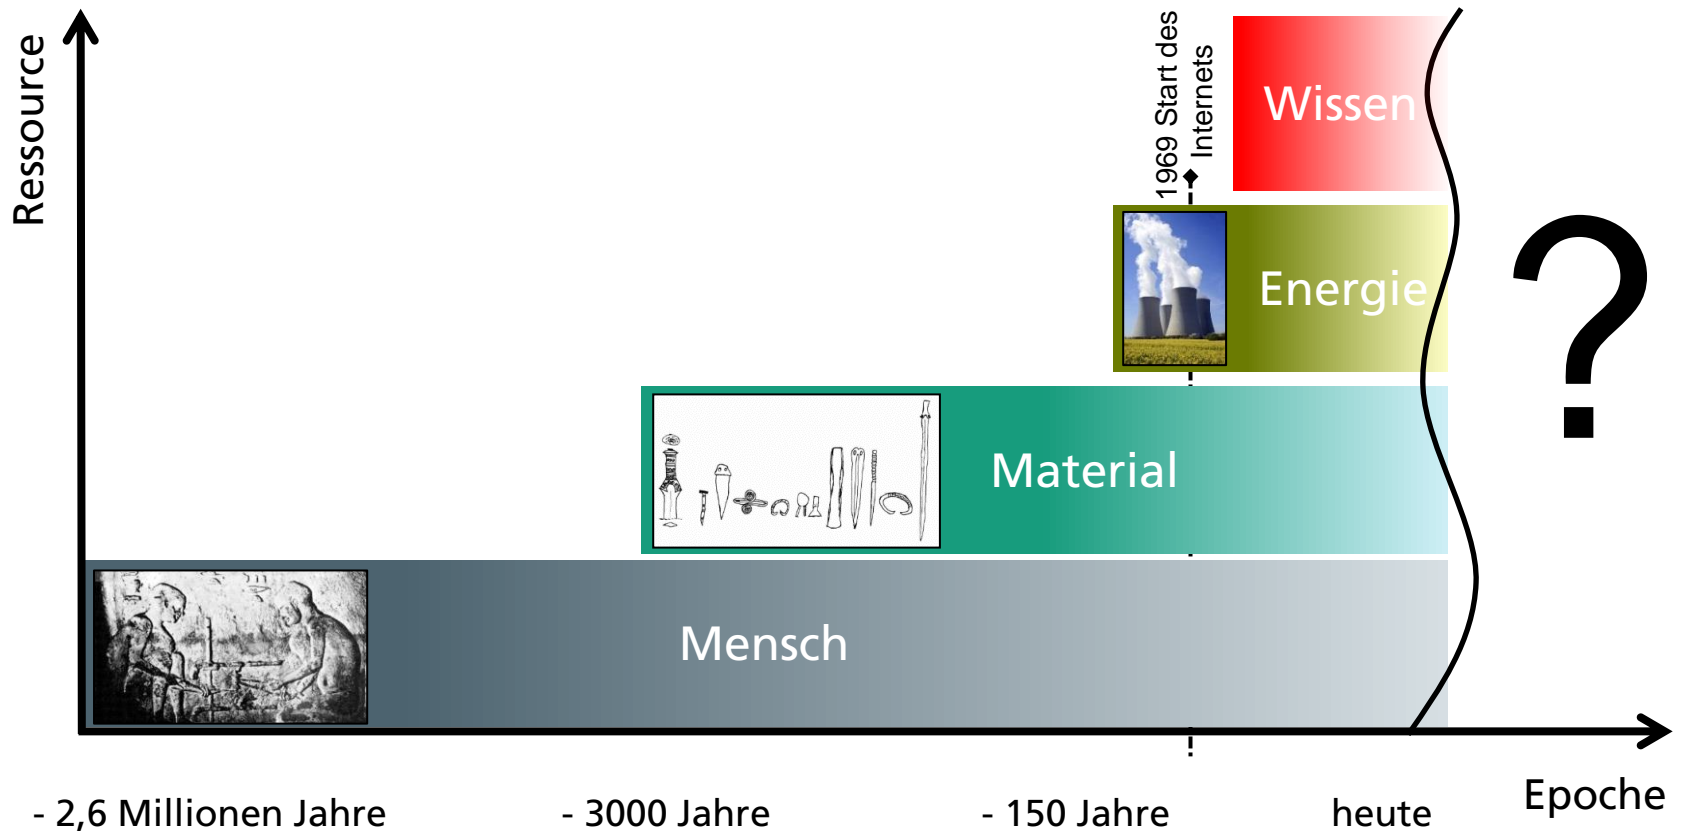 Ressource
1969 Start des
Internets
Wissen
Energie
?
Material
Mensch
- 2,6 Millionen Jahre
- 3000 Jahre
- 150 Jahre
heute
Epoche